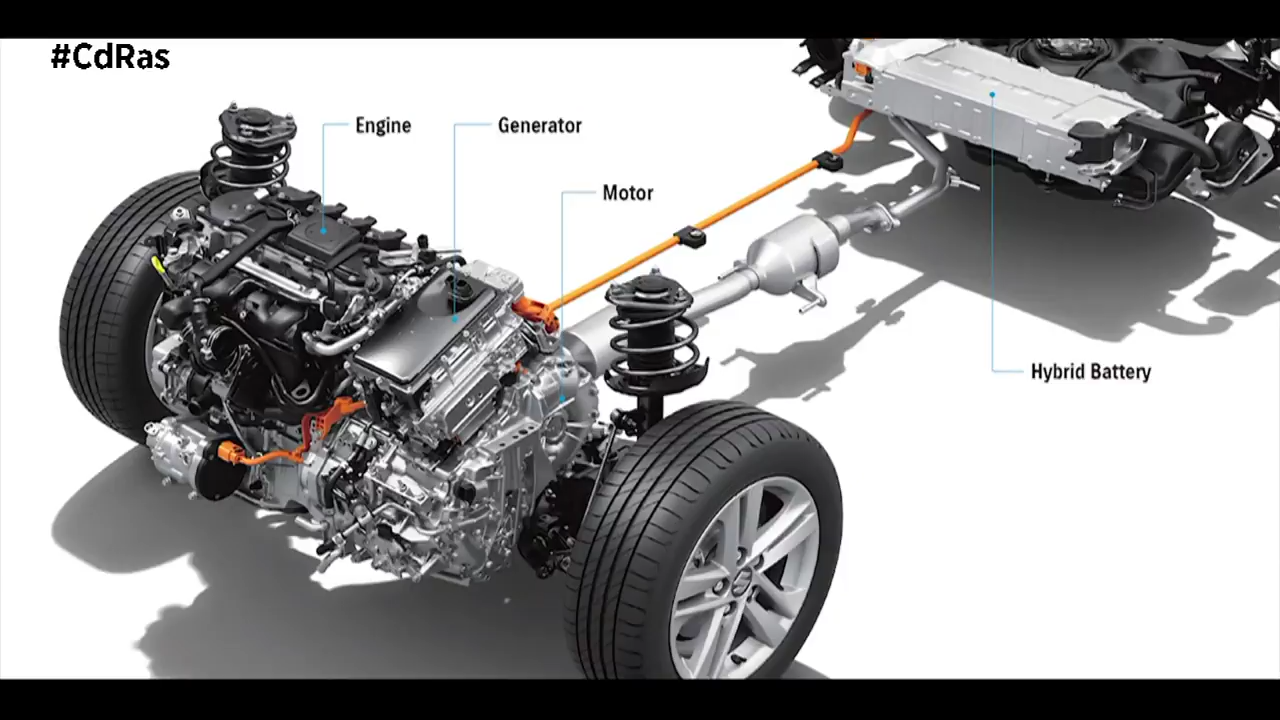 #CdRas
Engine
Generator
Motor
Hybrid Battery